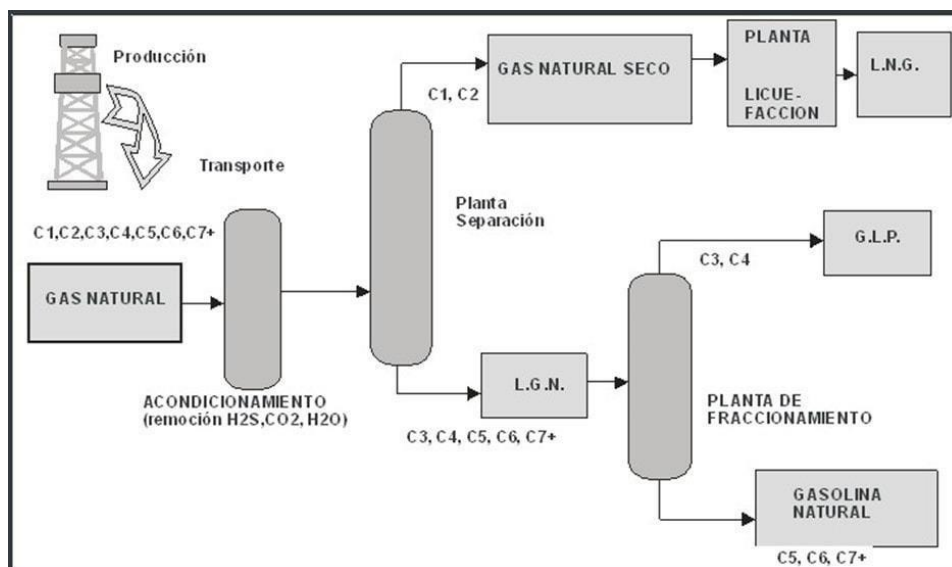 Producción
Transporte
C1,C2,C3,C4,C5,C6,C7+
GAS NATURAL
ACONDICIONAMIENTO
(remoción H2S,CO2, H2O)
C1, C2
GAS NATURAL SECO
PLANTA
LICUE-
FACCION
L.N.G.
Planta
Separación
L.G.N.
C3, C4, C5, C6, C7+
C3, C4
G.L.P.
PLANTA DE
FRACCIONAMIENTO
GASOLINA
NATURAL
C5, C6, C7+